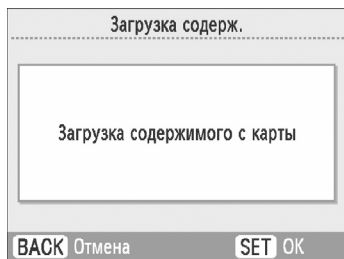 Загрузка содерж.
Загрузка содержимого с карты
BACK Отмена SET OK